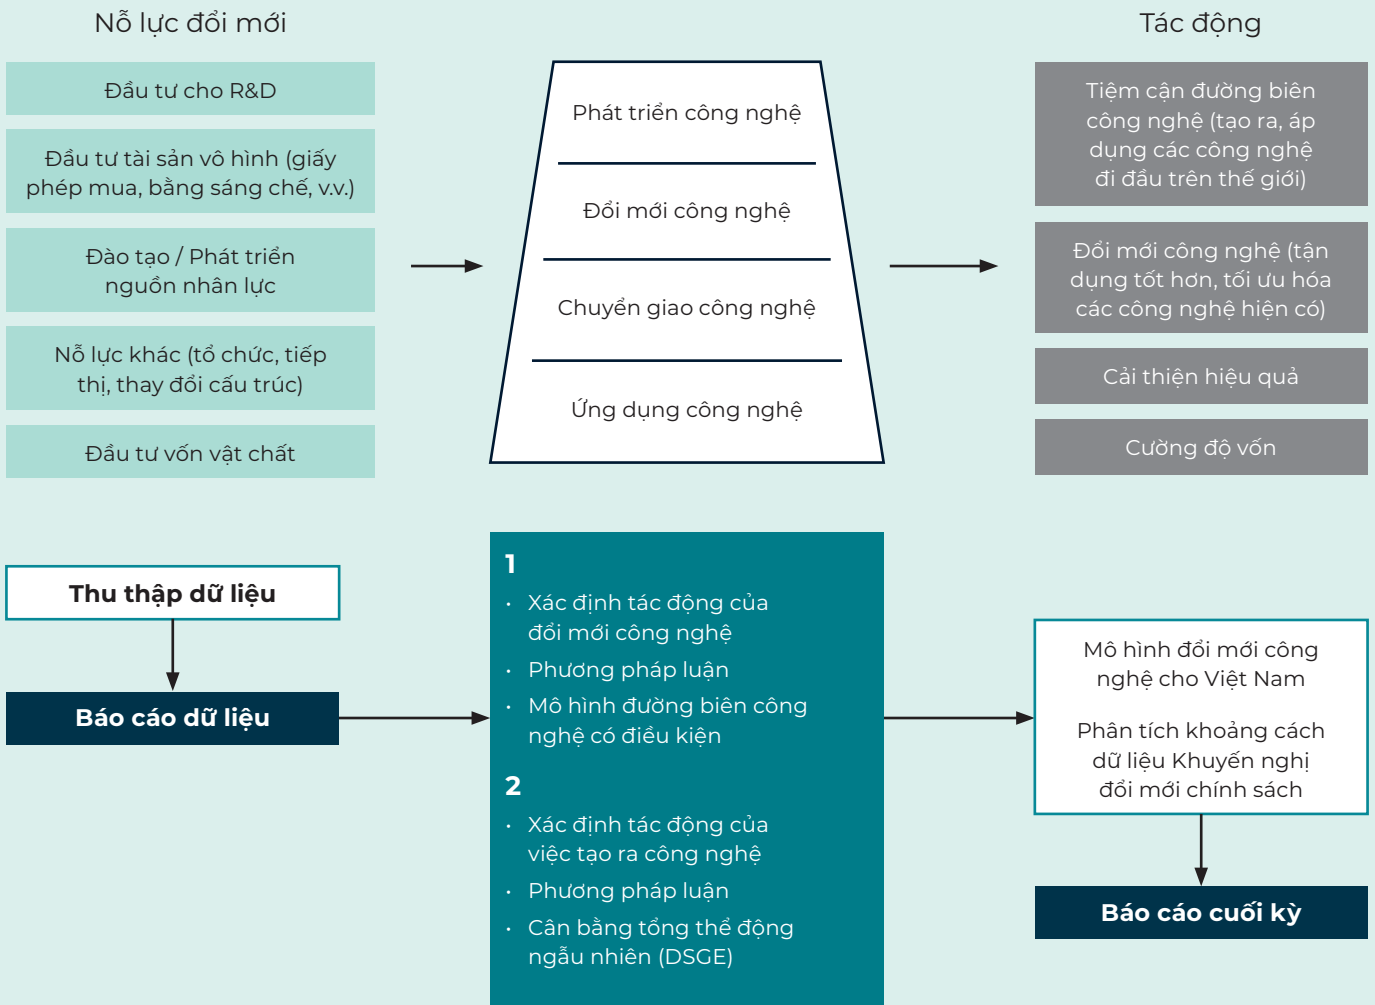 Nỗ lực đổi mới
Đầu tư cho R&D
Đầu tư tài sản vô hình (giấy
phép mua, bằng sáng chế, v.v.)
Đào tạo / Phát triển
nguồn nhân lực
Nỗ lực khác (tổ chức, tiếp
thị, thay đổi cấu trúc)
Đầu tư vốn vật chất
Phát triển công nghệ
Đổi mới công nghệ
Chuyển giao công nghệ
Ứng dụng công nghệ
Tác động
Tiệm cận đường biên
công nghệ (tạo ra, áp
dụng các công nghệ
đi đầu trên thế giới)
Đổi mới công nghệ (tận
dụng tốt hơn, tối ưu hóa
các công nghệ hiện có)
Cải thiện hiệu quả
Cường độ vốn
Thu thập dữ liệu
Báo cáo dữ liệu
1
• Xác định tác động của
đổi mới công nghệ
• Phương pháp luận
• Mô hình đường biên công
nghệ có điều kiện
2
• Xác định tác động của
việc tạo ra công nghệ
• Phương pháp luận
• Cân bằng tổng thể động
ngẫu nhiên (DSGE)
Mô hình đổi mới công
nghệ cho Việt Nam
Phân tích khoảng cách
dữ liệu Khuyến nghị
đổi mới chính sách
Báo cáo cuối kỳ